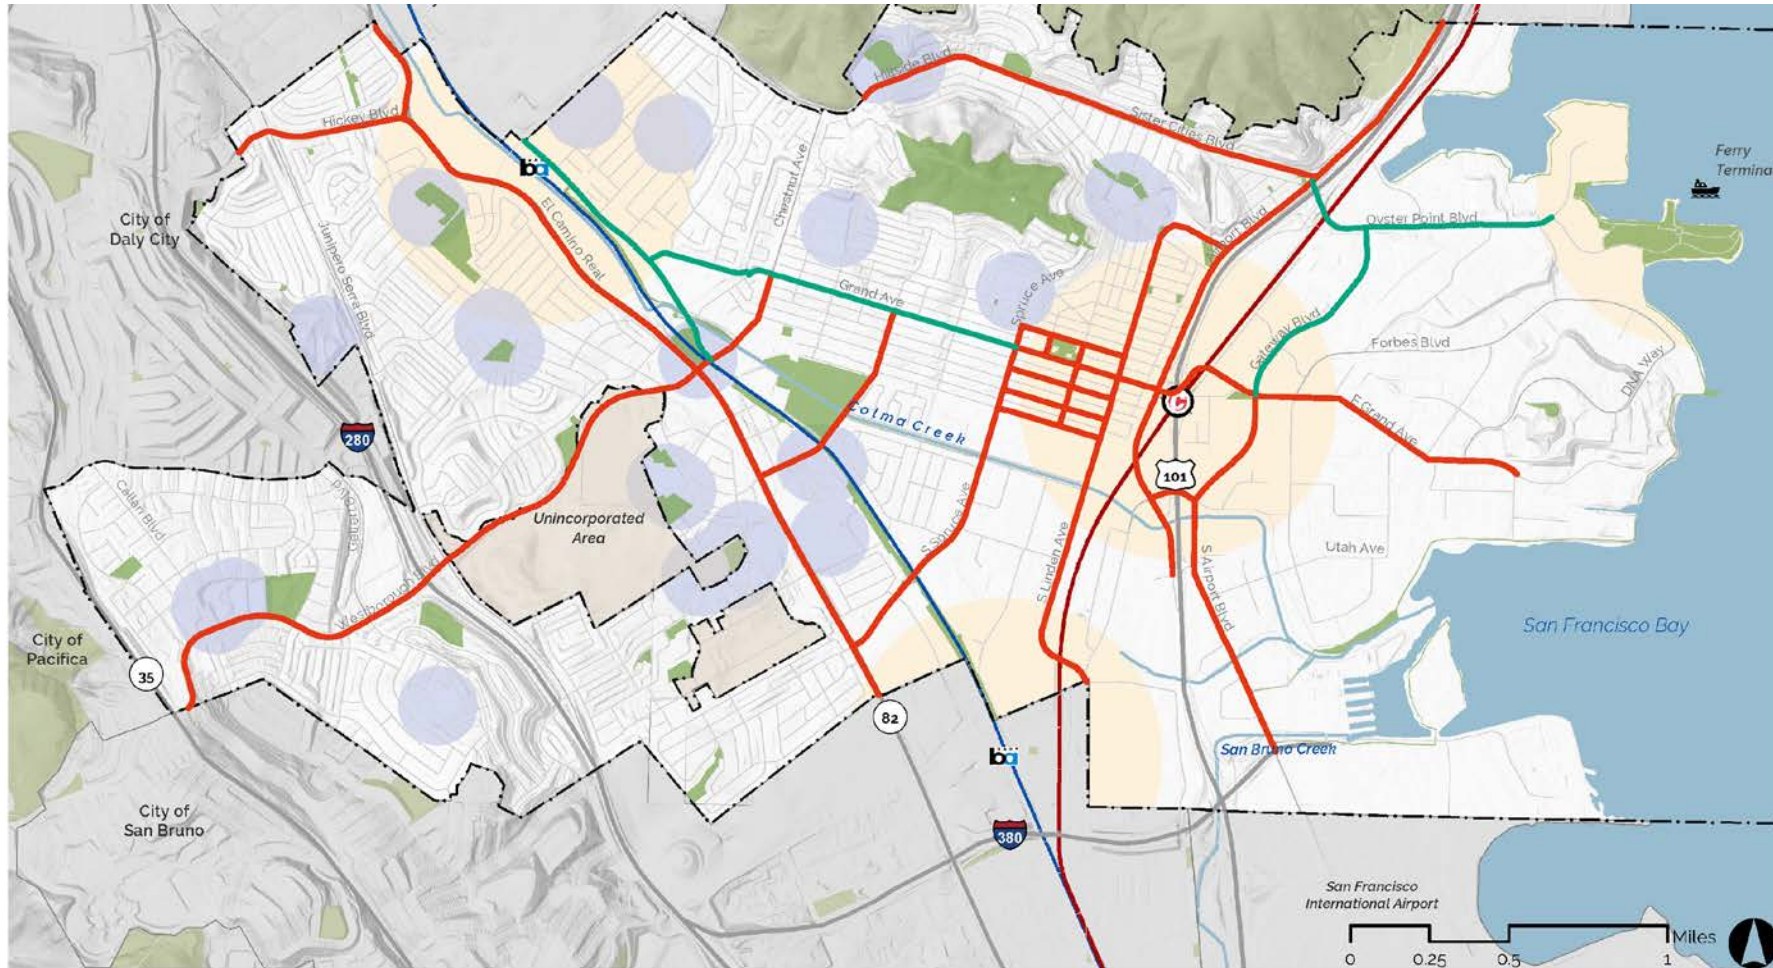 Hillside Blvd
Hickey Blvd
Sister Cities Blvd
Ferry
Termina
City of
Daly City
Junipero Serra Blvd
El Camino Real
Chestnut Ave
ba
Grand Ave
Spruce Ave
Airport Blvd
Oyster Point Blvd
Gateway Blvd
Forbes Blvd
DNA Way
E Grand Ave
Colma Creek
280
101
Callan Blvd
Gellert Blvd
Westborough Blvd
Unincorporated
Area
S Spruce Ave
S Linden Ave
S Airport Blvd
Utah Ave
San Francisco Bay
City of
Pacifica
35
82
ba
San Bruno Creek
City of
San Bruno
380
San Francisco
International Airport
Miles
0
0.25
0.5
1